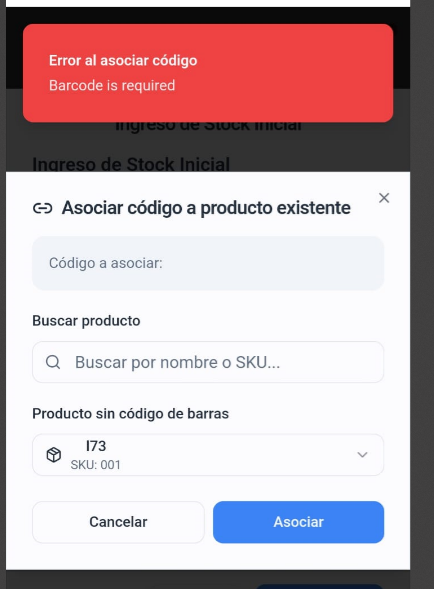 Error al asociar código
Barcode is required
Ingreso de Stock Inicial
Ingreso de Stock Inicial
Asociar código a producto existente
Código a asociar:
Buscar producto
Buscar por nombre o SKU...
Producto sin código de barras
I73
SKU: 001
Cancelar
Asociar